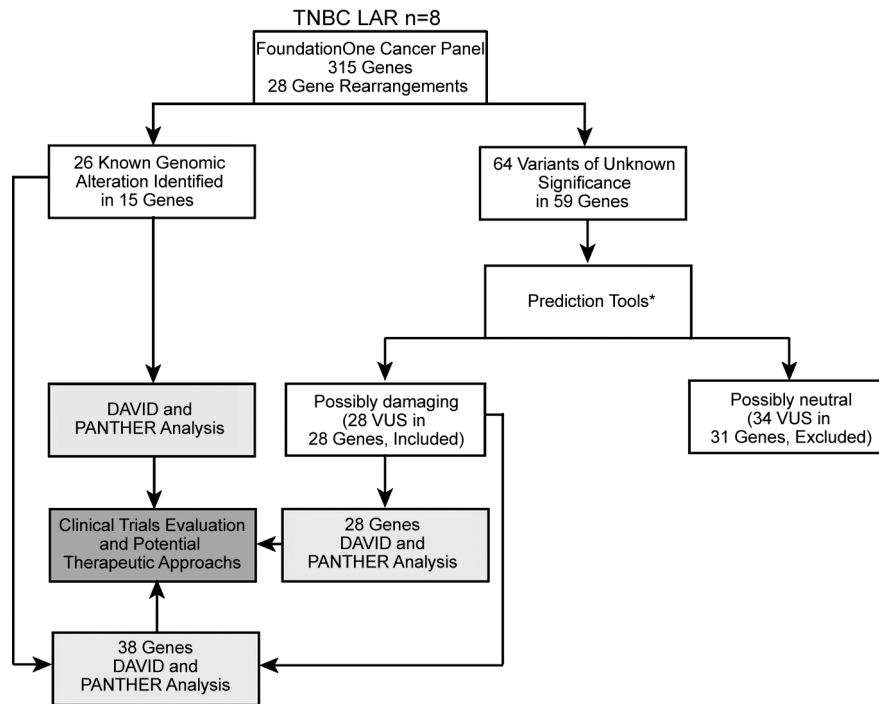 TNBC LAR n=8
FoundationOne Cancer Panel
315 Genes
28 Gene Rearrangements
26 Known Genomic
Alteration Identified
in 15 Genes
64 Variants of Unknown
Significance
in 59 Genes
Prediction Tools*
DAVID and
PANTHER Analysis
Possibly damaging
(28 VUS in
28 Genes, Included)
Possibly neutral
(34 VUS in
31 Genes, Excluded)
Clinical Trials Evaluation
and Potential
Therapeutic Approachs
28 Genes
DAVID and
PANTHER Analysis
38 Genes
DAVID and
PANTHER Analysis